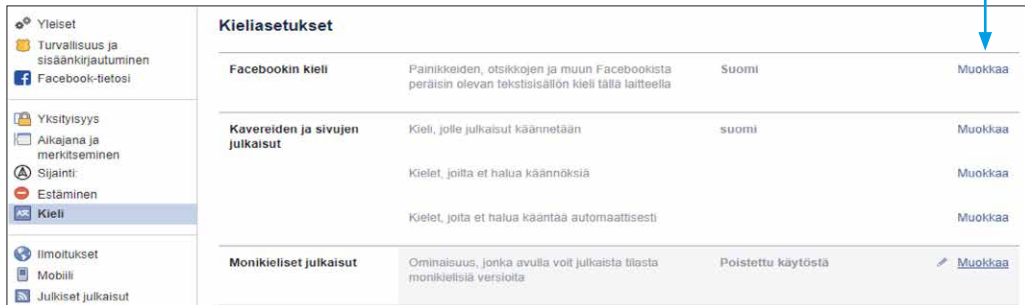 Yleiset
Turvallisuus ja
sisäänkirjautuminen
Facebook-tietosi
Yksityisyys
Aikajana ja
merkitseminen
Sijainti:
Estäminen
Kieli
Ilmoitukset
Mobiili
Julkiset julkaisut
Kieliasetukset
Facebookin kieli
Painikkeiden, otsikkojen ja muun Facebookista
peräisin olevan tekstisisällön kieli tällä laitteella
Suomi
Muokkaa
Kavereiden ja sivujen
julkaisut
Kieli, jolle julkaisut käännetään
suomi
Muokkaa
Kielet, joilta et halua käännöksiä
Muokkaa
Kielet, joita et halua kääntää automaattisesti
Muokkaa
Monikieliset julkaisut
Ominaisuus, jonka avulla voit julkaista tilasta
monikielisiä versioita
Poistettu käytöstä
Muokkaa